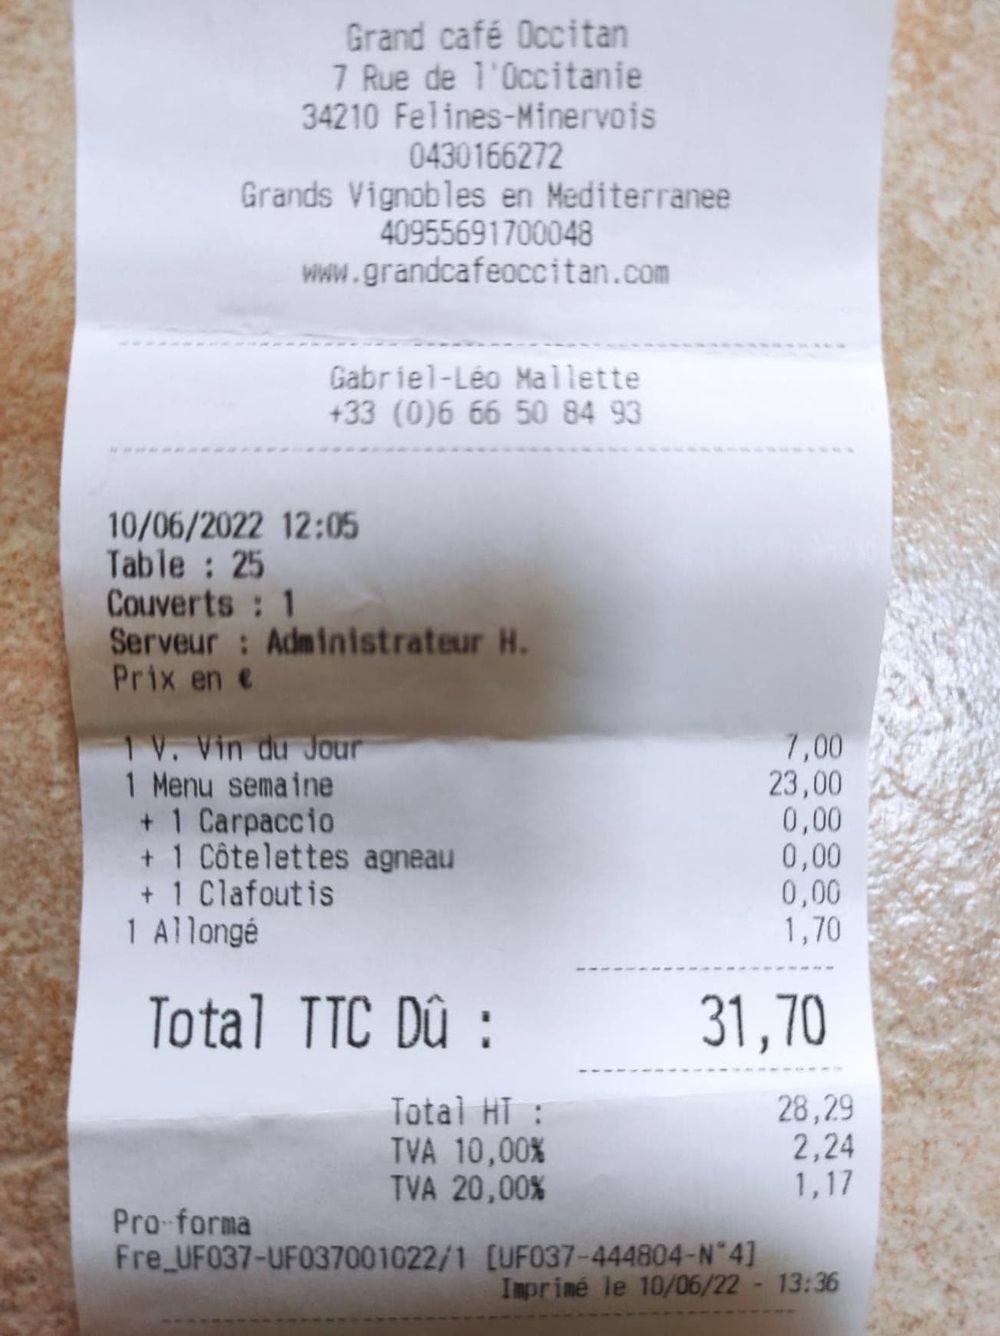 Grand café Occitan
7 Rue de l'Occitanie
34210 Felines-Minervois
0430166272
Grands Vignobles en Mediterranee
40955691700048
www.grandcafeoccitan.com
Gabriel-Léo Mallette
+33 (0)6 66 50 84 93
10/06/2022 12:05
Table : 25
Couverts : 1
Serveur : Administrateur H.
Prix en €
1 V. Vin du Jour 7,00
1 Menu semaine 23,00
+ 1 Carpaccio 0,00
+ 1 Côtelettes agneau 0,00
+ 1 Clafoutis 0,00
1 Allongé 1,70
Total TTC Dû : 31,70
Total HT : 28,29
TVA 10,00% 2,24
TVA 20,00% 1,17
Pro-forma
Fre_UF037-UF037001022/1 [UF037-444804-N°4]
Imprimé le 10/06/22 - 13:36